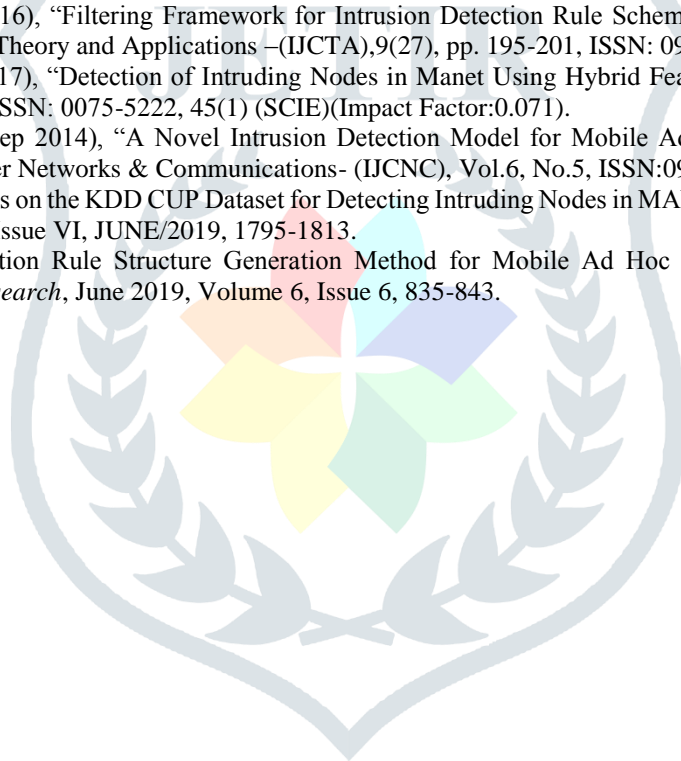 JETIR
16), “Filtering Framework for Intrusion Detection Rule Schem
Theory and Applications –(IJCTA),9(27), pp. 195-201, ISSN: 09
17), “Detection of Intruding Nodes in Manet Using Hybrid Fea
SSN: 0075-5222, 45(1) (SCIE)(Impact Factor:0.071).
ep 2014), “A Novel Intrusion Detection Model for Mobile Ad
er Networks & Communications- (IJCNC), Vol.6, No.5, ISSN:09
s on the KDD CUP Dataset for Detecting Intruding Nodes in MA
ssue VI, JUNE/2019, 1795-1813.
tion Rule Structure Generation Method for Mobile Ad Hoc
search, June 2019, Volume 6, Issue 6, 835-843.